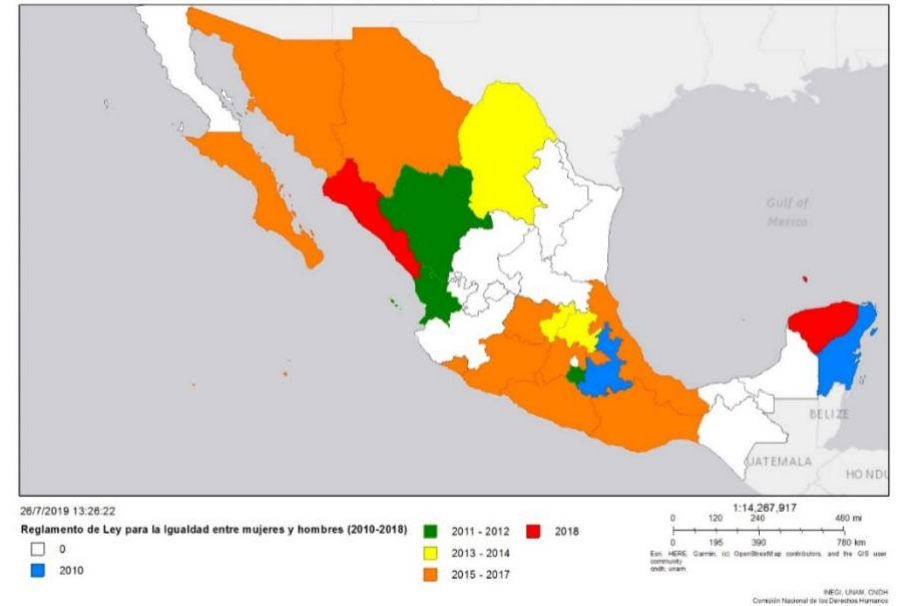 Gulf of
Mexico
BELIZE
UATEMALA
HONDU
26/7/2019 13:26:22
Reglamento de Ley para la Igualdad entre mujeres y hombres (2010-2018)
0
2010
2011 - 2012
2013 - 2014
2015 - 2017
2018
1:14,267,917
0 120 240 480 mi
0 195 390 780 km
Esri, HERE, Garmin, (c) OpenStreetMap contributors, and the GIS user
community
cndh, unam
INEGI, UNAM, CNDH
Comisión Nacional de los Derechos Humanos